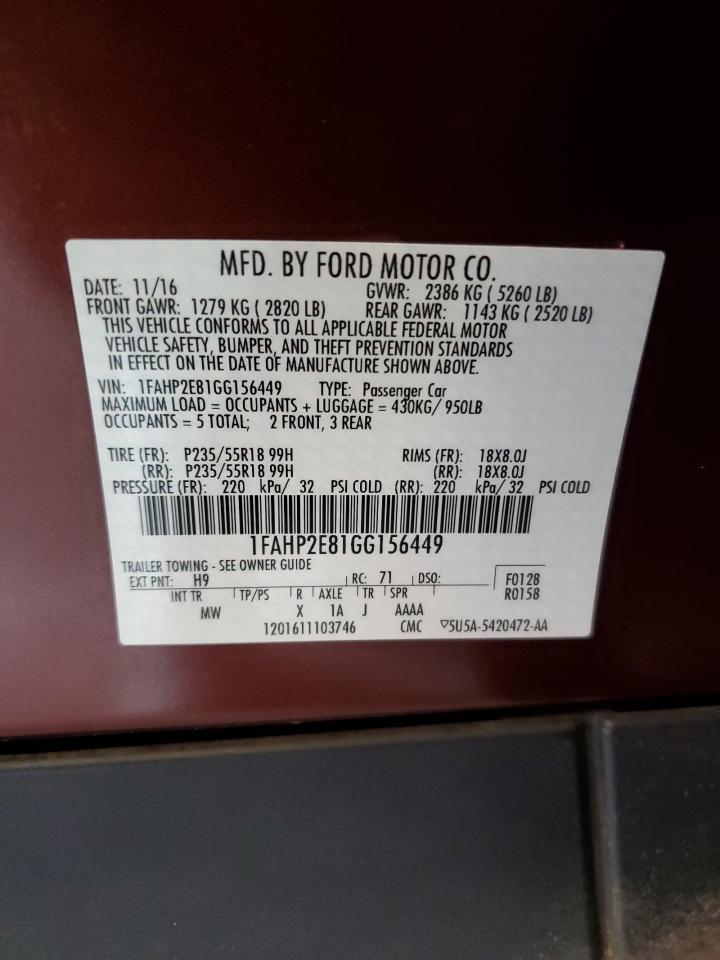 MFD. BY FORD MOTOR CO.
DATE: 11/16 GVWR: 2386 KG ( 5260 LB)
FRONT GAWR: 1279 KG ( 2820 LB) REAR GAWR: 1143 KG ( 2520 LB)
THIS VEHICLE CONFORMS TO ALL APPLICABLE FEDERAL MOTOR
VEHICLE SAFETY, BUMPER, AND THEFT PREVENTION STANDARDS
IN EFFECT ON THE DATE OF MANUFACTURE SHOWN ABOVE.
VIN: 1FAHP2E81GG156449 TYPE: Passenger Car
MAXIMUM LOAD = OCCUPANTS + LUGGAGE = 430KG/ 950LB
OCCUPANTS = 5 TOTAL; 2 FRONT, 3 REAR
TIRE (FR): P235/55R18 99H RIMS (FR): 18X8.0J
(RR): P235/55R18 99H (RR): 18X8.0J
PRESSURE (FR): 220 kPa/ 32 PSI COLD (RR): 220 kPa/ 32 PSI COLD
1FAHP2E81GG156449
TRAILER TOWING - SEE OWNER GUIDE
EXT PNT: H9 RC: 71 DSO: F0128
INT TR TP/PS R AXLE TR SPR R0158
MW X 1A J AAAA
1201611103746 CMC ▽5U5A-5420472-AA